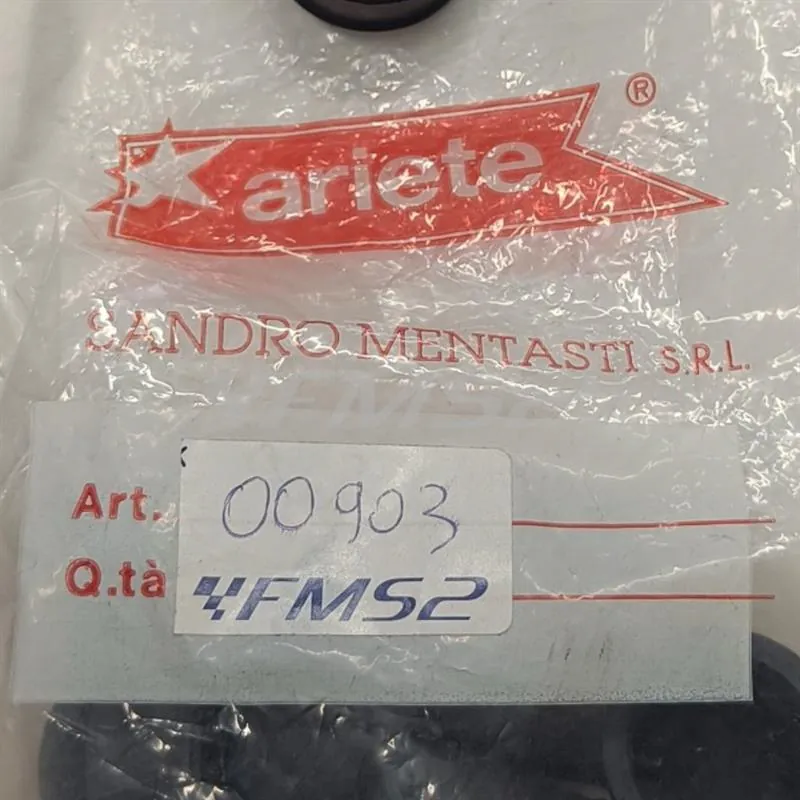 ariete ®
SANDRO MENTASTI S.R.L.
Art. 00903
Q.tà FMS2